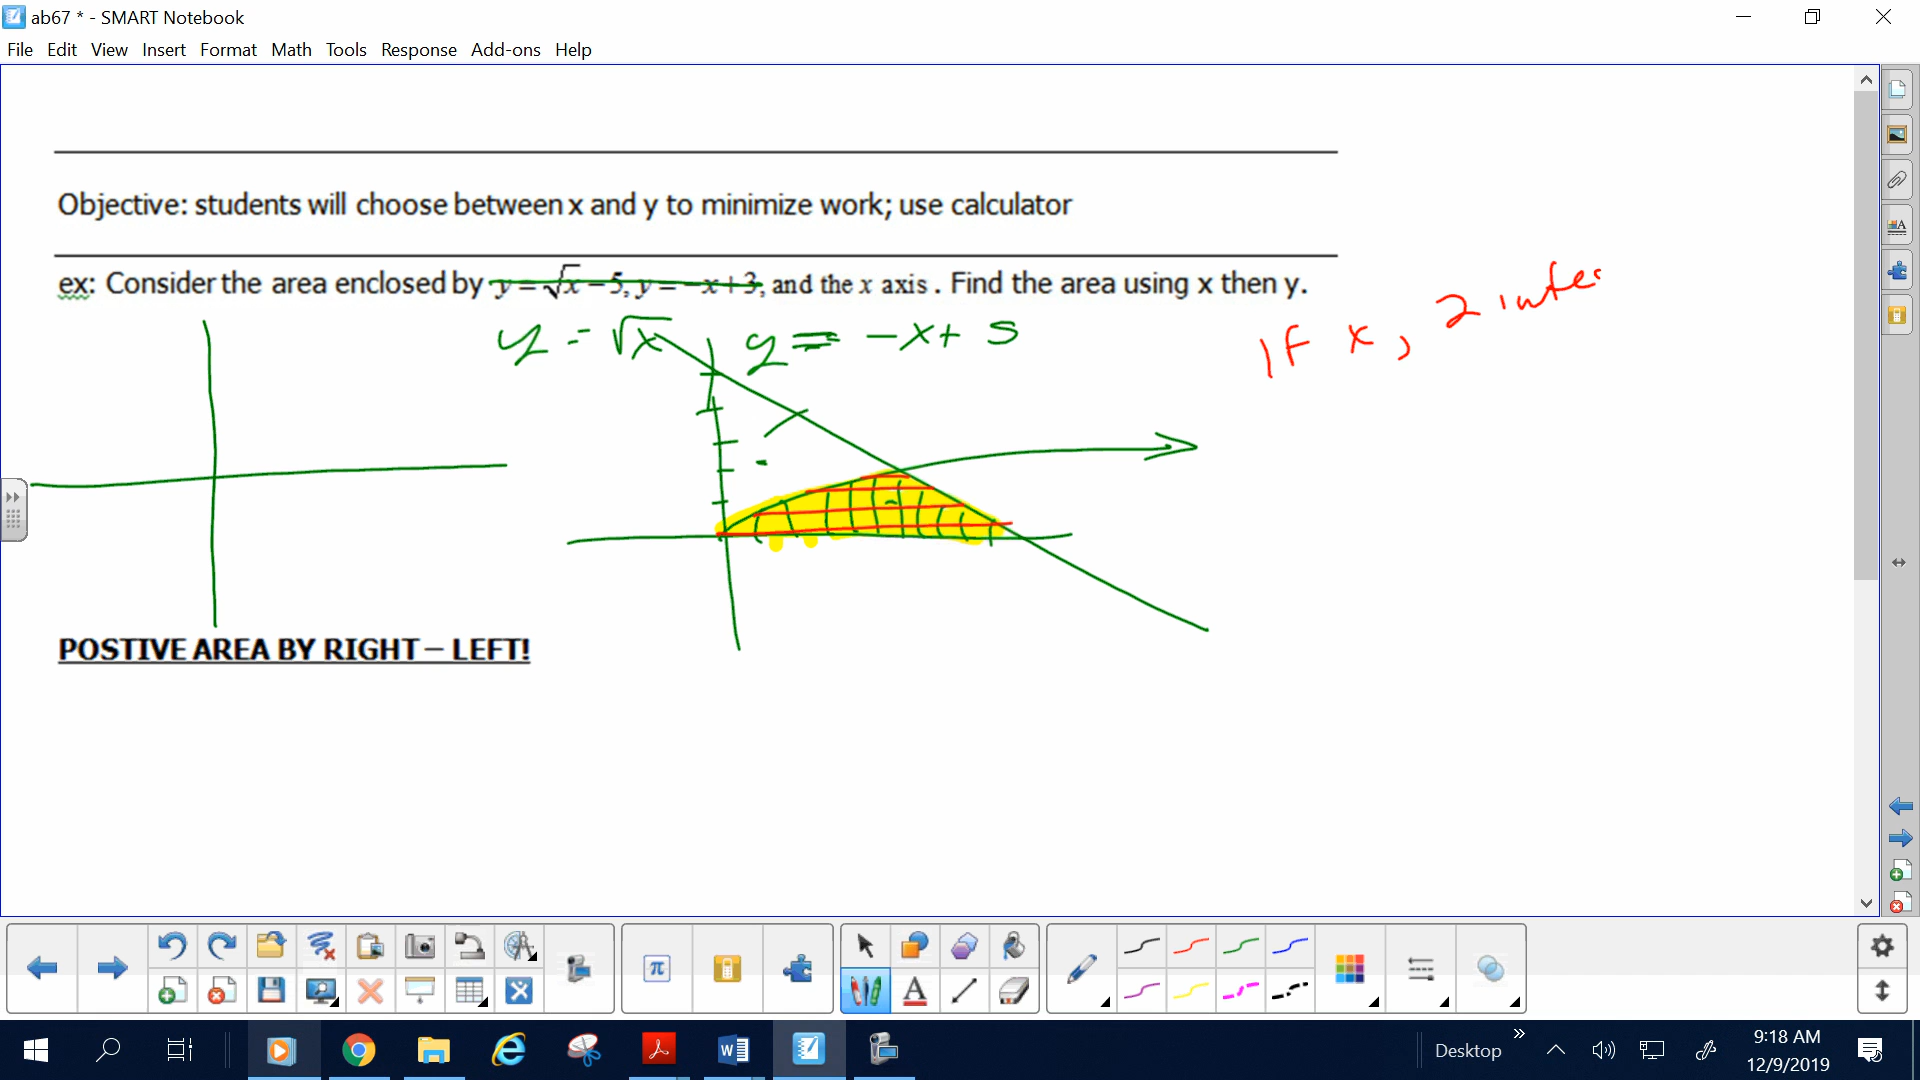 ab67 * - SMART Notebook
File Edit View Insert Format Math Tools Response Add-ons Help
Objective: students will choose between x and y to minimize work; use calculator
ex: Consider the area enclosed by y = √x - 5, y = -x + 3, and the x axis. Find the area using x then y.
y = √x y = -x + 5
If x, 2 inte
POSTIVE AREA BY RIGHT – LEFT!
Desktop
9:18 AM
12/9/2019